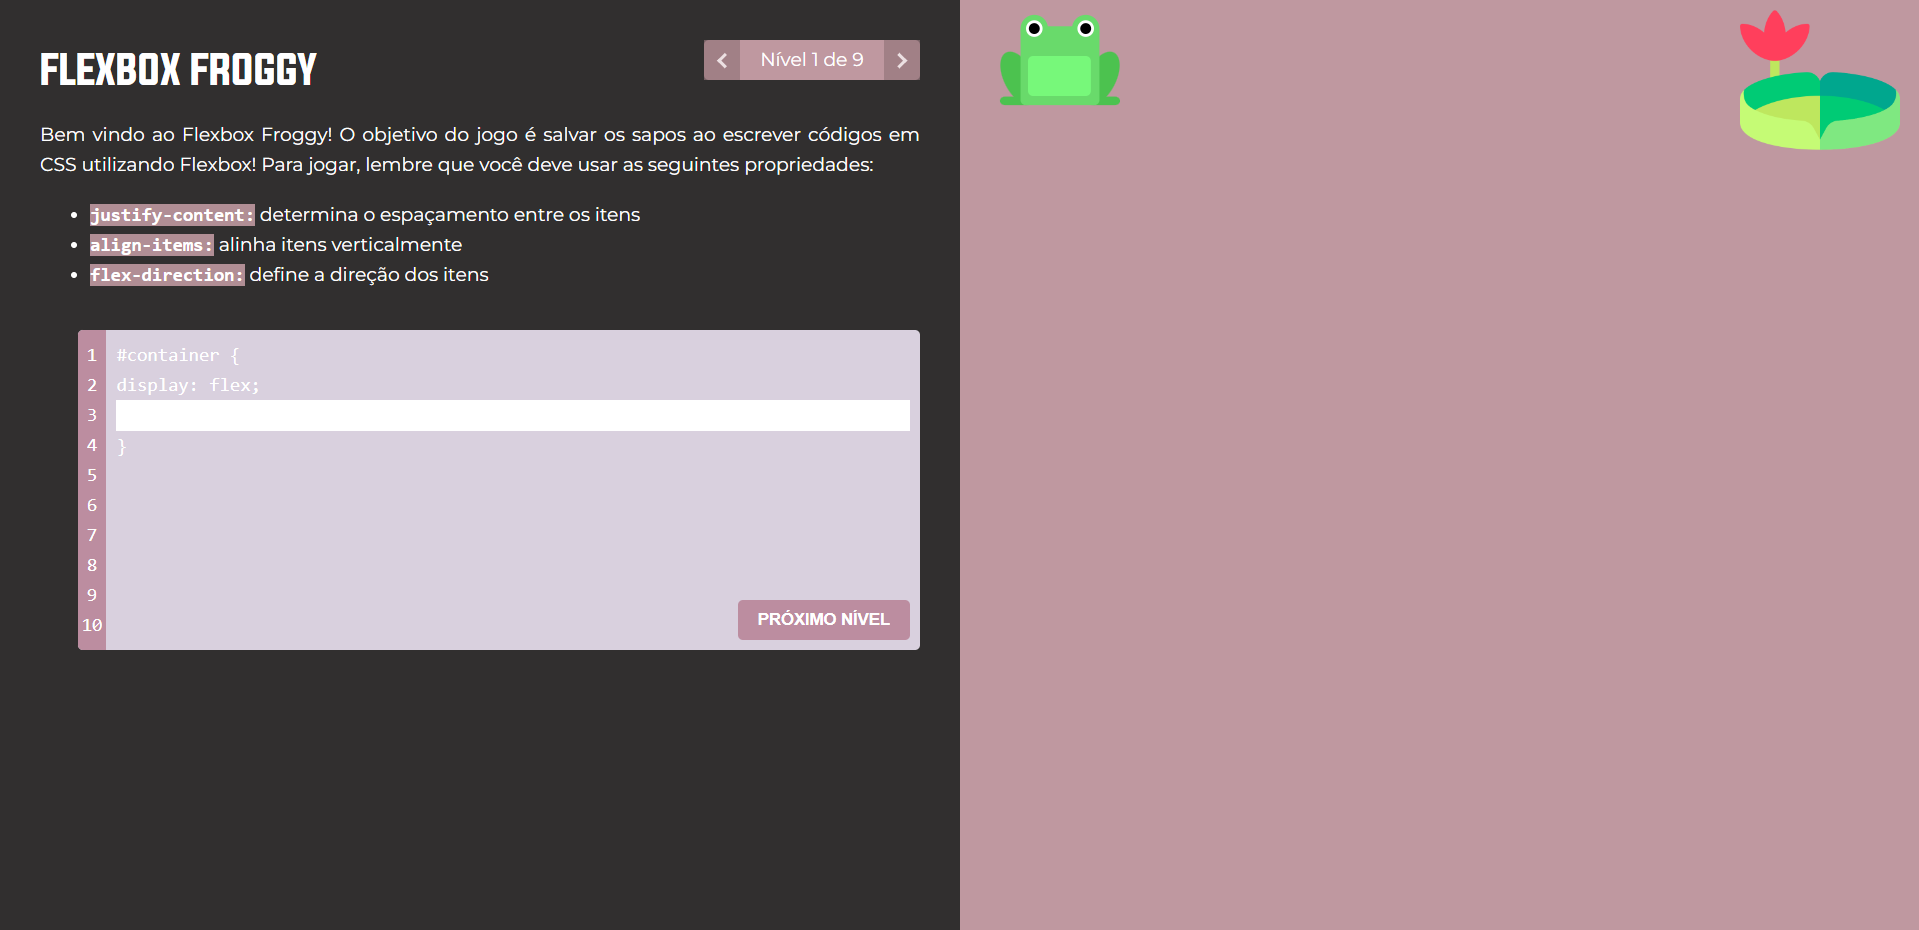 FLEXBOX FROGGY
Nível 1 de 9
Bem vindo ao Flexbox Froggy! O objetivo do jogo é salvar os sapos ao escrever códigos em
CSS utilizando Flexbox! Para jogar, lembre que você deve usar as seguintes propriedades:
• justify-content: determina o espaçamento entre os itens
• align-items: alinha itens verticalmente
• flex-direction: define a direção dos itens
1 #container {
2 display: flex;
3
4 }
5
6
7
8
9
10
PRÓXIMO NÍVEL